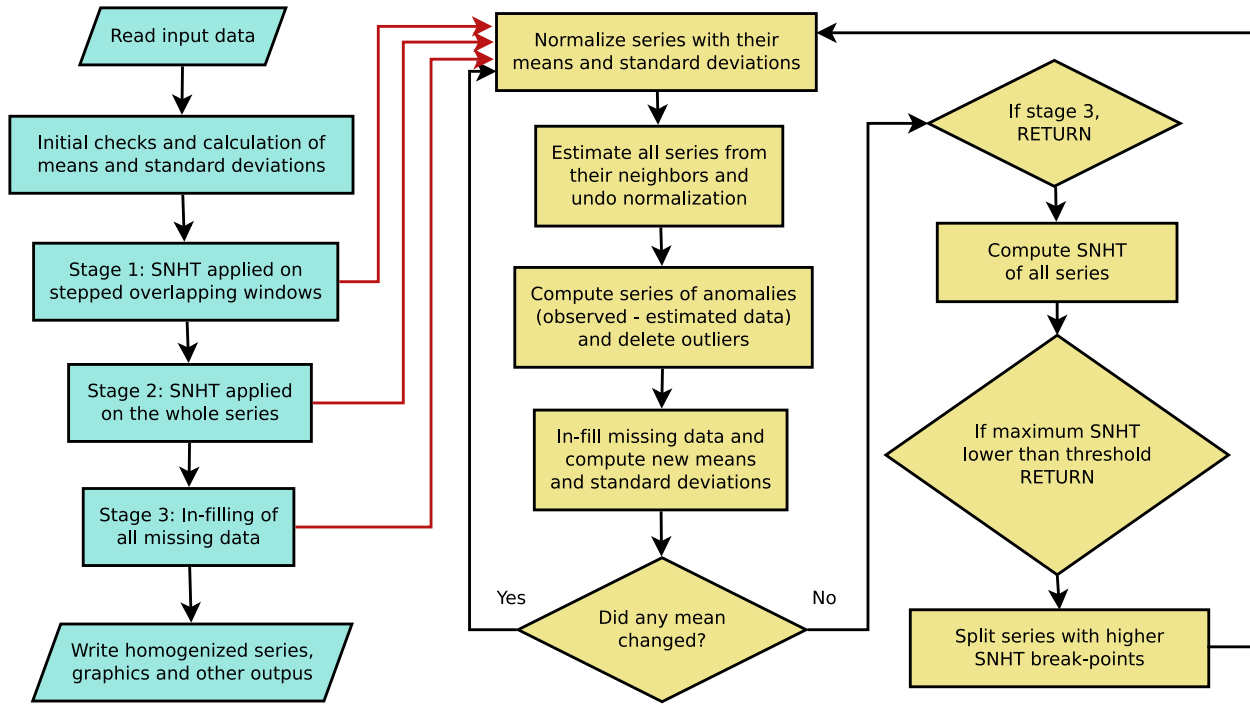 Read input data
Initial checks and calculation of
means and standard deviations
Stage 1: SNHT applied on
stepped overlapping windows
Stage 2: SNHT applied
on the whole series
Stage 3: In-filling of
all missing data
Write homogenized series,
graphics and other outpus
Normalize series with their
means and standard deviations
Estimate all series from
their neighbors and
undo normalization
Compute series of anomalies
(observed - estimated data)
and delete outliers
In-fill missing data and
compute new means
and standard deviations
Did any mean
changed?
Yes
No
If stage 3,
RETURN
Compute SNHT
of all series
If maximum SNHT
lower than threshold
RETURN
Split series with higher
SNHT break-points